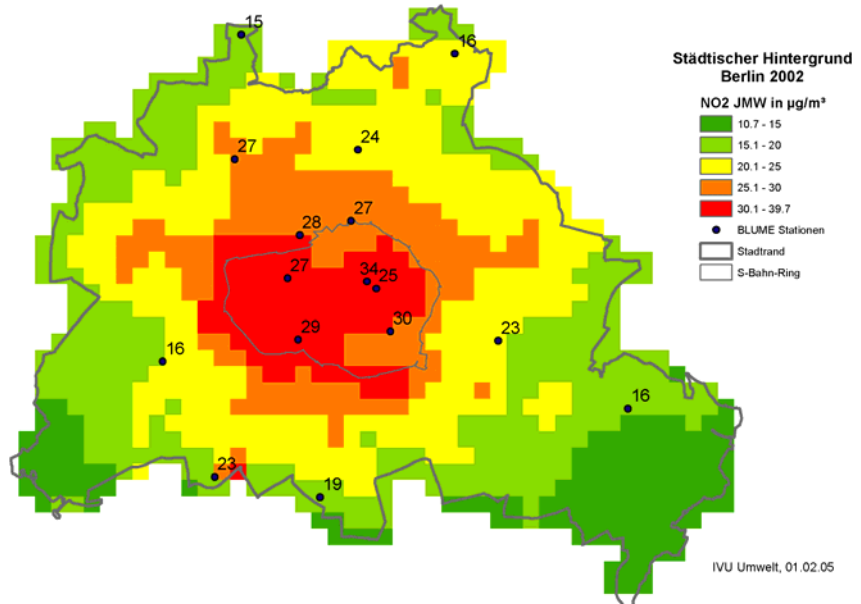 15
16
Städtischer Hintergrund
Berlin 2002
NO2 JMW in µg/m³
10.7 - 15
15.1 - 20
20.1 - 25
25.1 - 30
30.1 - 39.7
BLUME Stationen
Stadtrand
S-Bahn-Ring
24
27
27
28
27
34
25
30
29
23
16
16
23
19
IVU Umwelt, 01.02.05